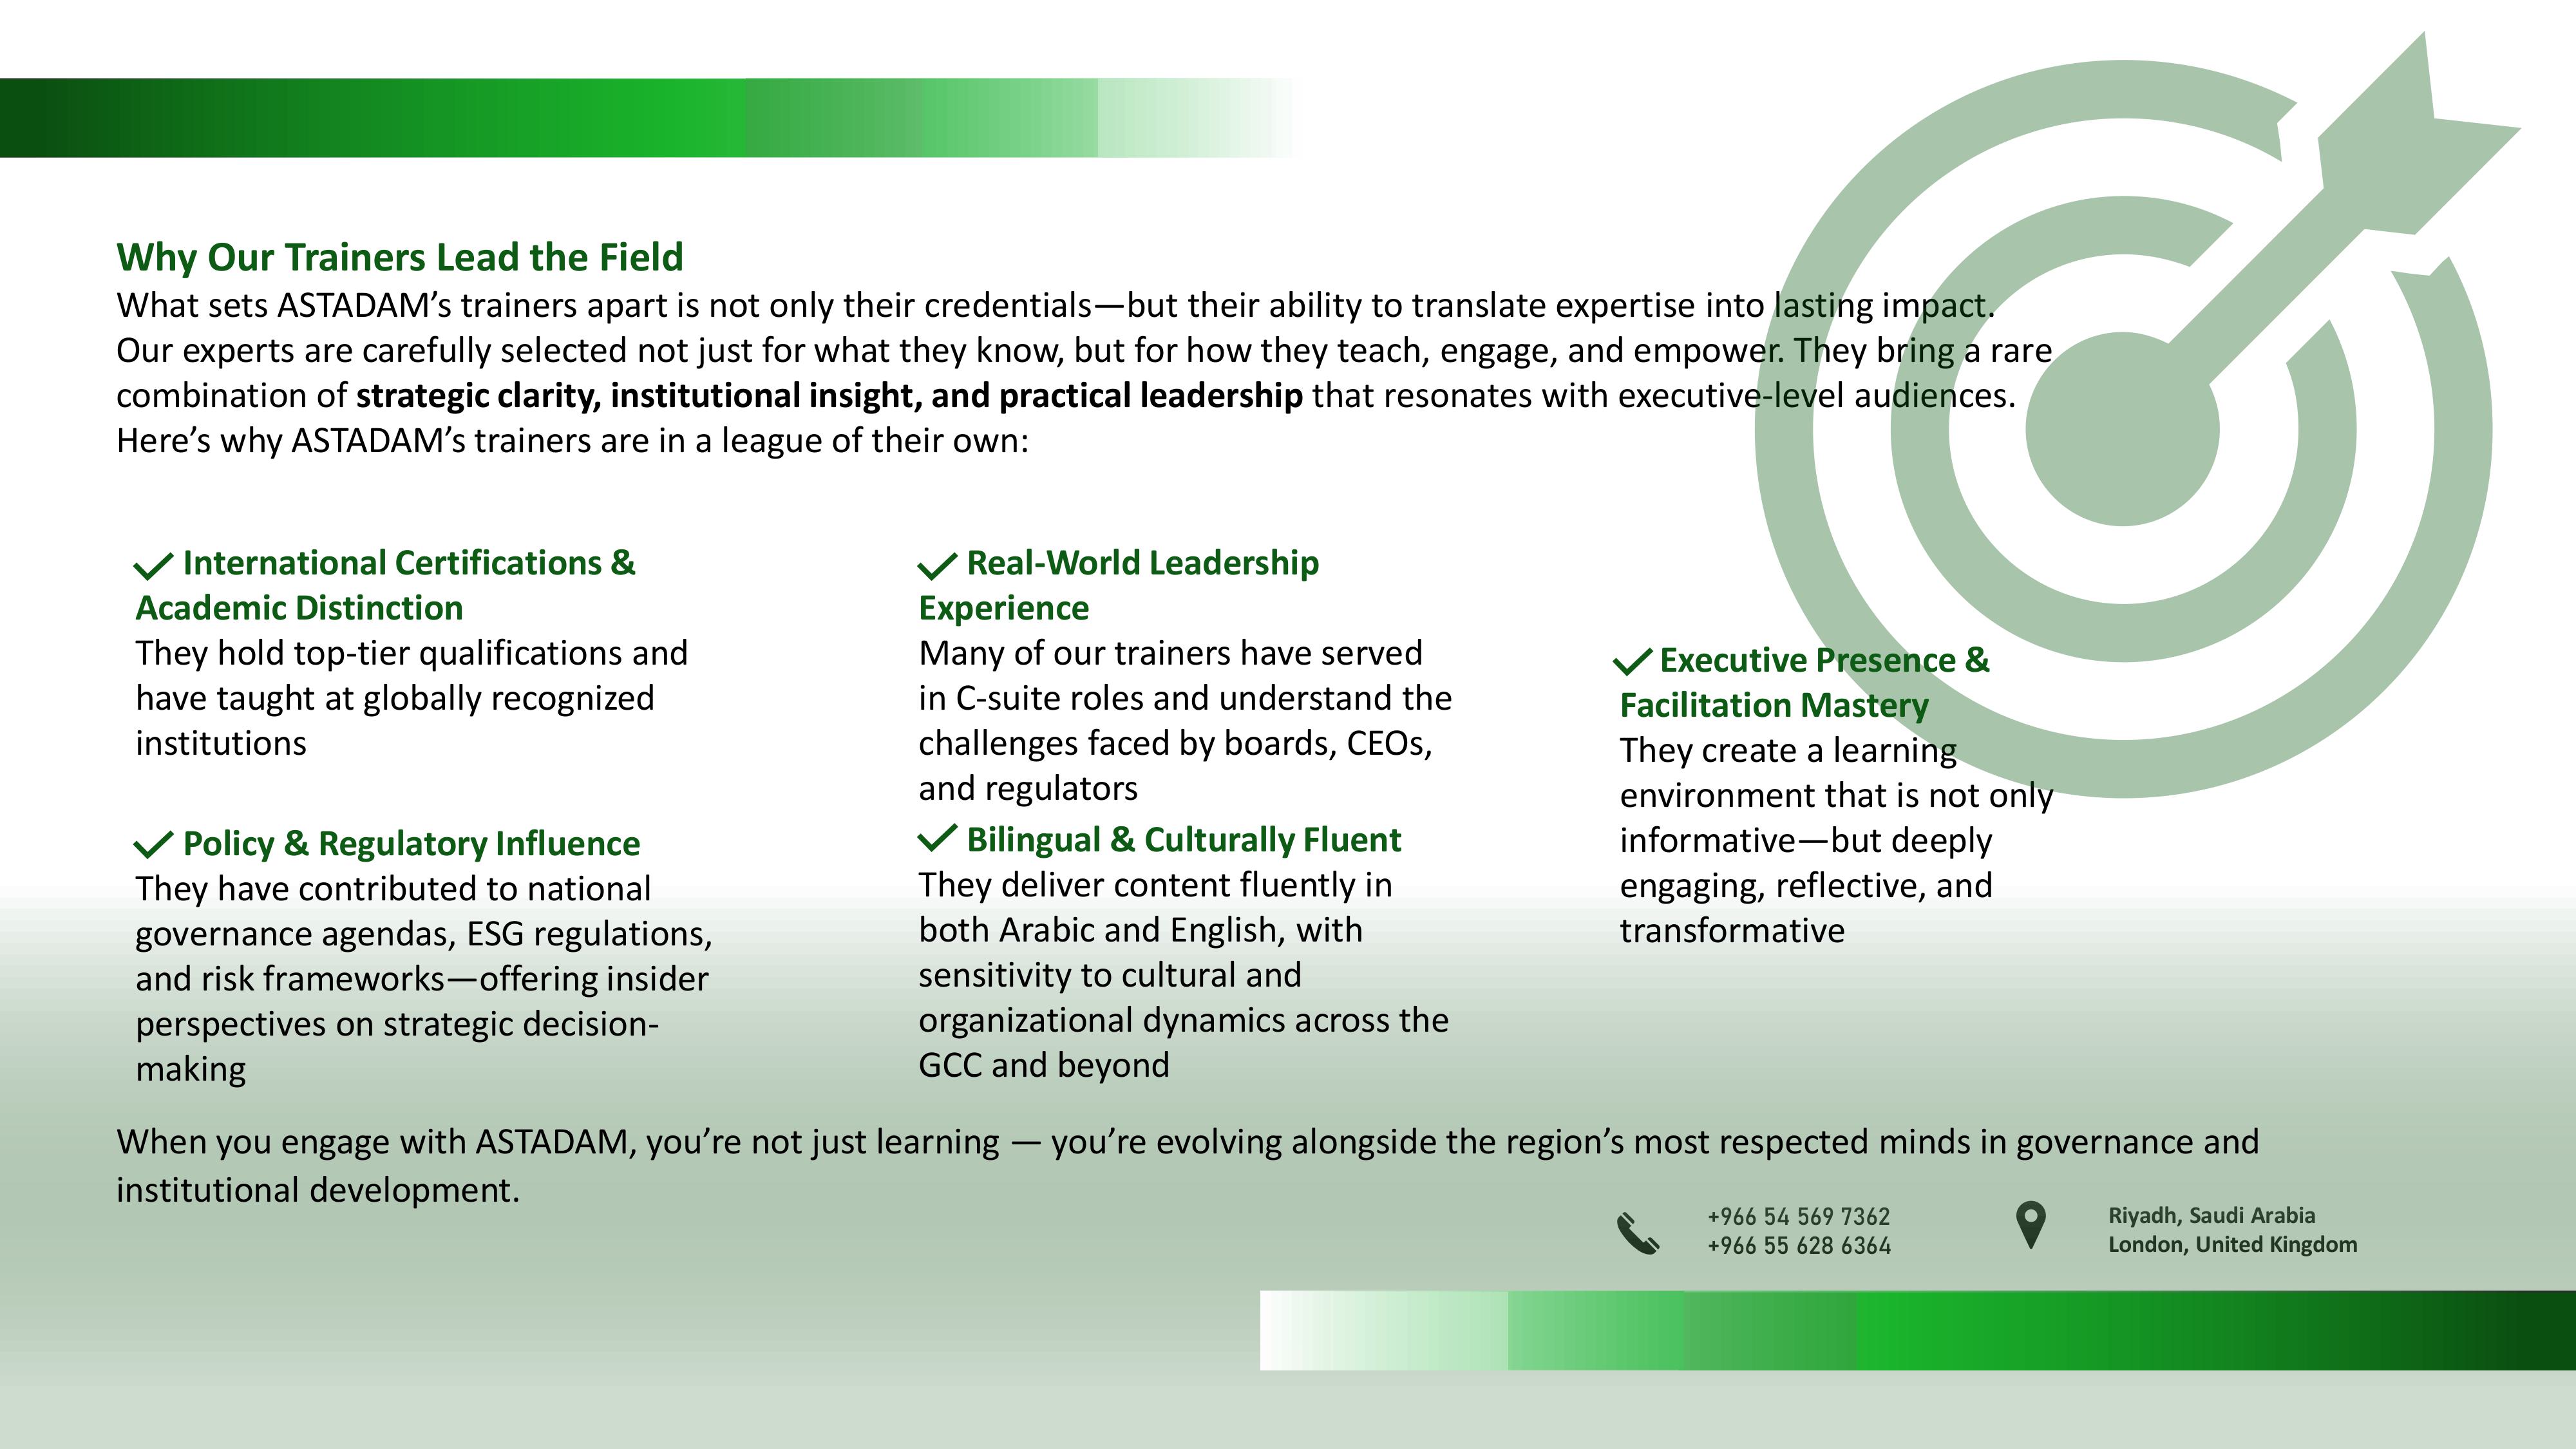 Why Our Trainers Lead the Field
What sets ASTADAM’s trainers apart is not only their credentials—but their ability to translate expertise into lasting impact.
Our experts are carefully selected not just for what they know, but for how they teach, engage, and empower. They bring a rare
combination of strategic clarity, institutional insight, and practical leadership that resonates with executive-level audiences.
Here’s why ASTADAM’s trainers are in a league of their own:
International Certifications &
Academic Distinction
They hold top-tier qualifications and
have taught at globally recognized
institutions
Policy & Regulatory Influence
They have contributed to national
governance agendas, ESG regulations,
and risk frameworks—offering insider
perspectives on strategic decision-
making
Real-World Leadership
Experience
Many of our trainers have served
in C-suite roles and understand the
challenges faced by boards, CEOs,
and regulators
Bilingual & Culturally Fluent
They deliver content fluently in
both Arabic and English, with
sensitivity to cultural and
organizational dynamics across the
GCC and beyond
Executive Presence &
Facilitation Mastery
They create a learning
environment that is not only
informative—but deeply
engaging, reflective, and
transformative
When you engage with ASTADAM, you’re not just learning — you’re evolving alongside the region’s most respected minds in governance and
institutional development.
+966 54 569 7362
+966 55 628 6364
Riyadh, Saudi Arabia
London, United Kingdom